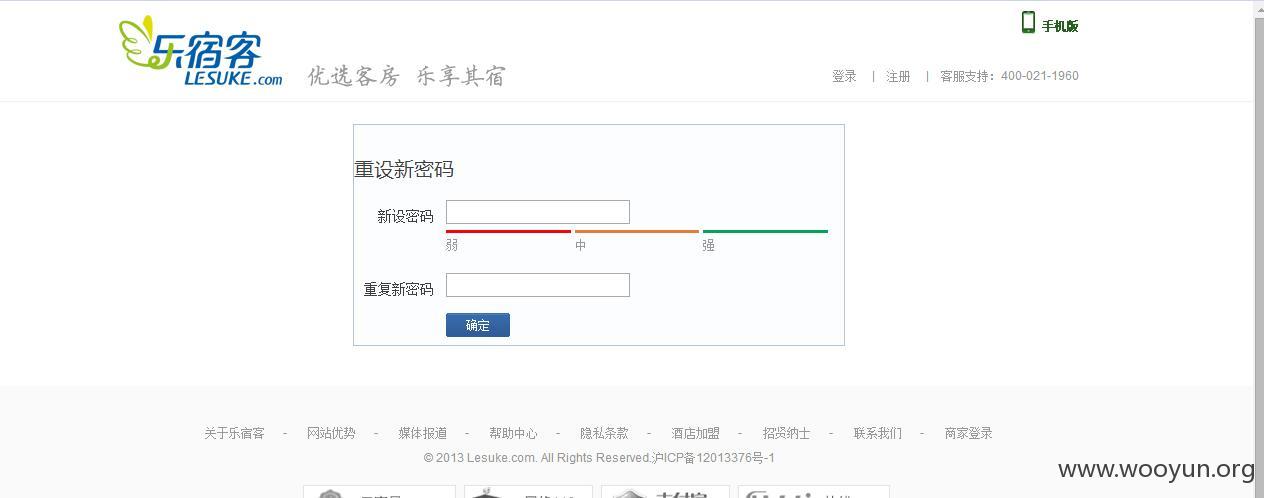 手机版
乐宿客
LESUKE.com
优选客房 乐享其宿
登录 | 注册 | 客服支持：400-021-1960
重设新密码
新设密码
弱 中 强
重复新密码
确定
关于乐宿客 - 网站优势 - 媒体报道 - 帮助中心 - 隐私条款 - 酒店加盟 - 招贤纳士 - 联系我们 - 商家登录
© 2013 Lesuke.com. All Rights Reserved.沪ICP备12013376号-1
www.wooyun.org